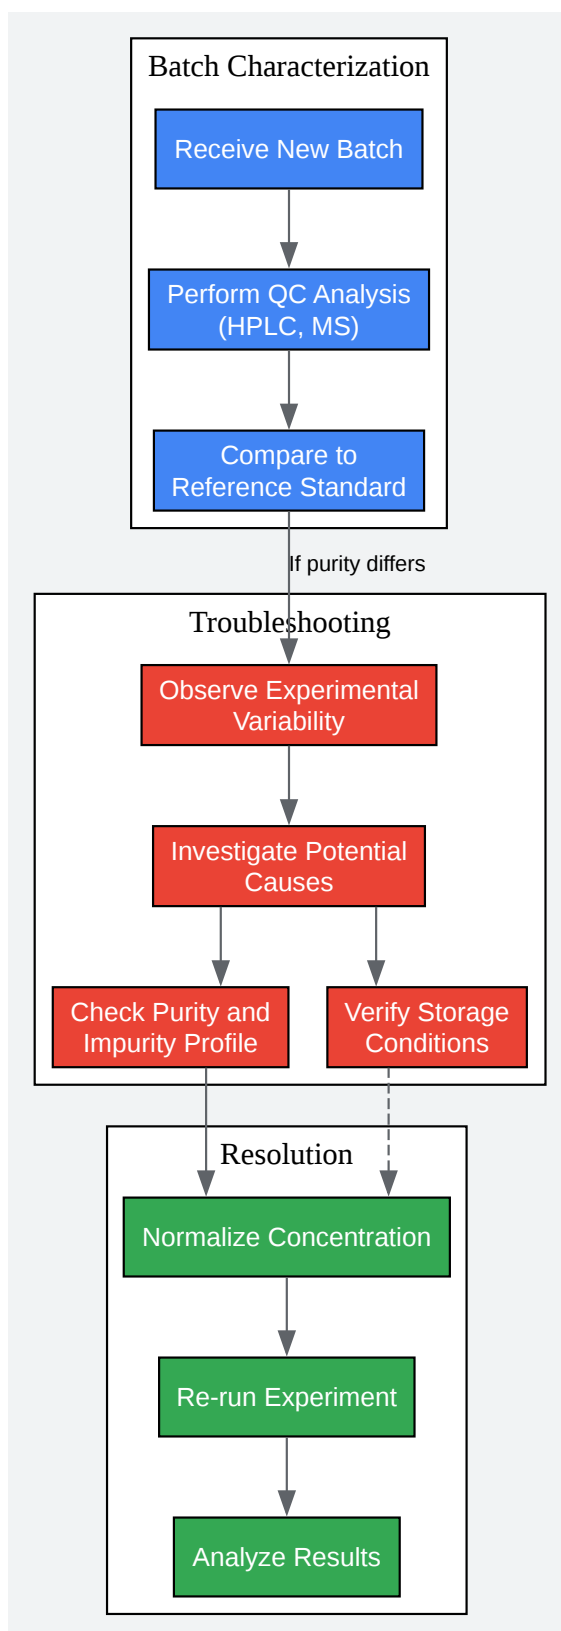 Batch Characterization
Receive New Batch
Perform QC Analysis
(HPLC, MS)
Compare to
Reference Standard
If purity differs
Troubleshooting
Observe Experimental
Variability
Investigate Potential
Causes
Check Purity and
Impurity Profile
Verify Storage
Conditions
Resolution
Normalize Concentration
Re-run Experiment
Analyze Results